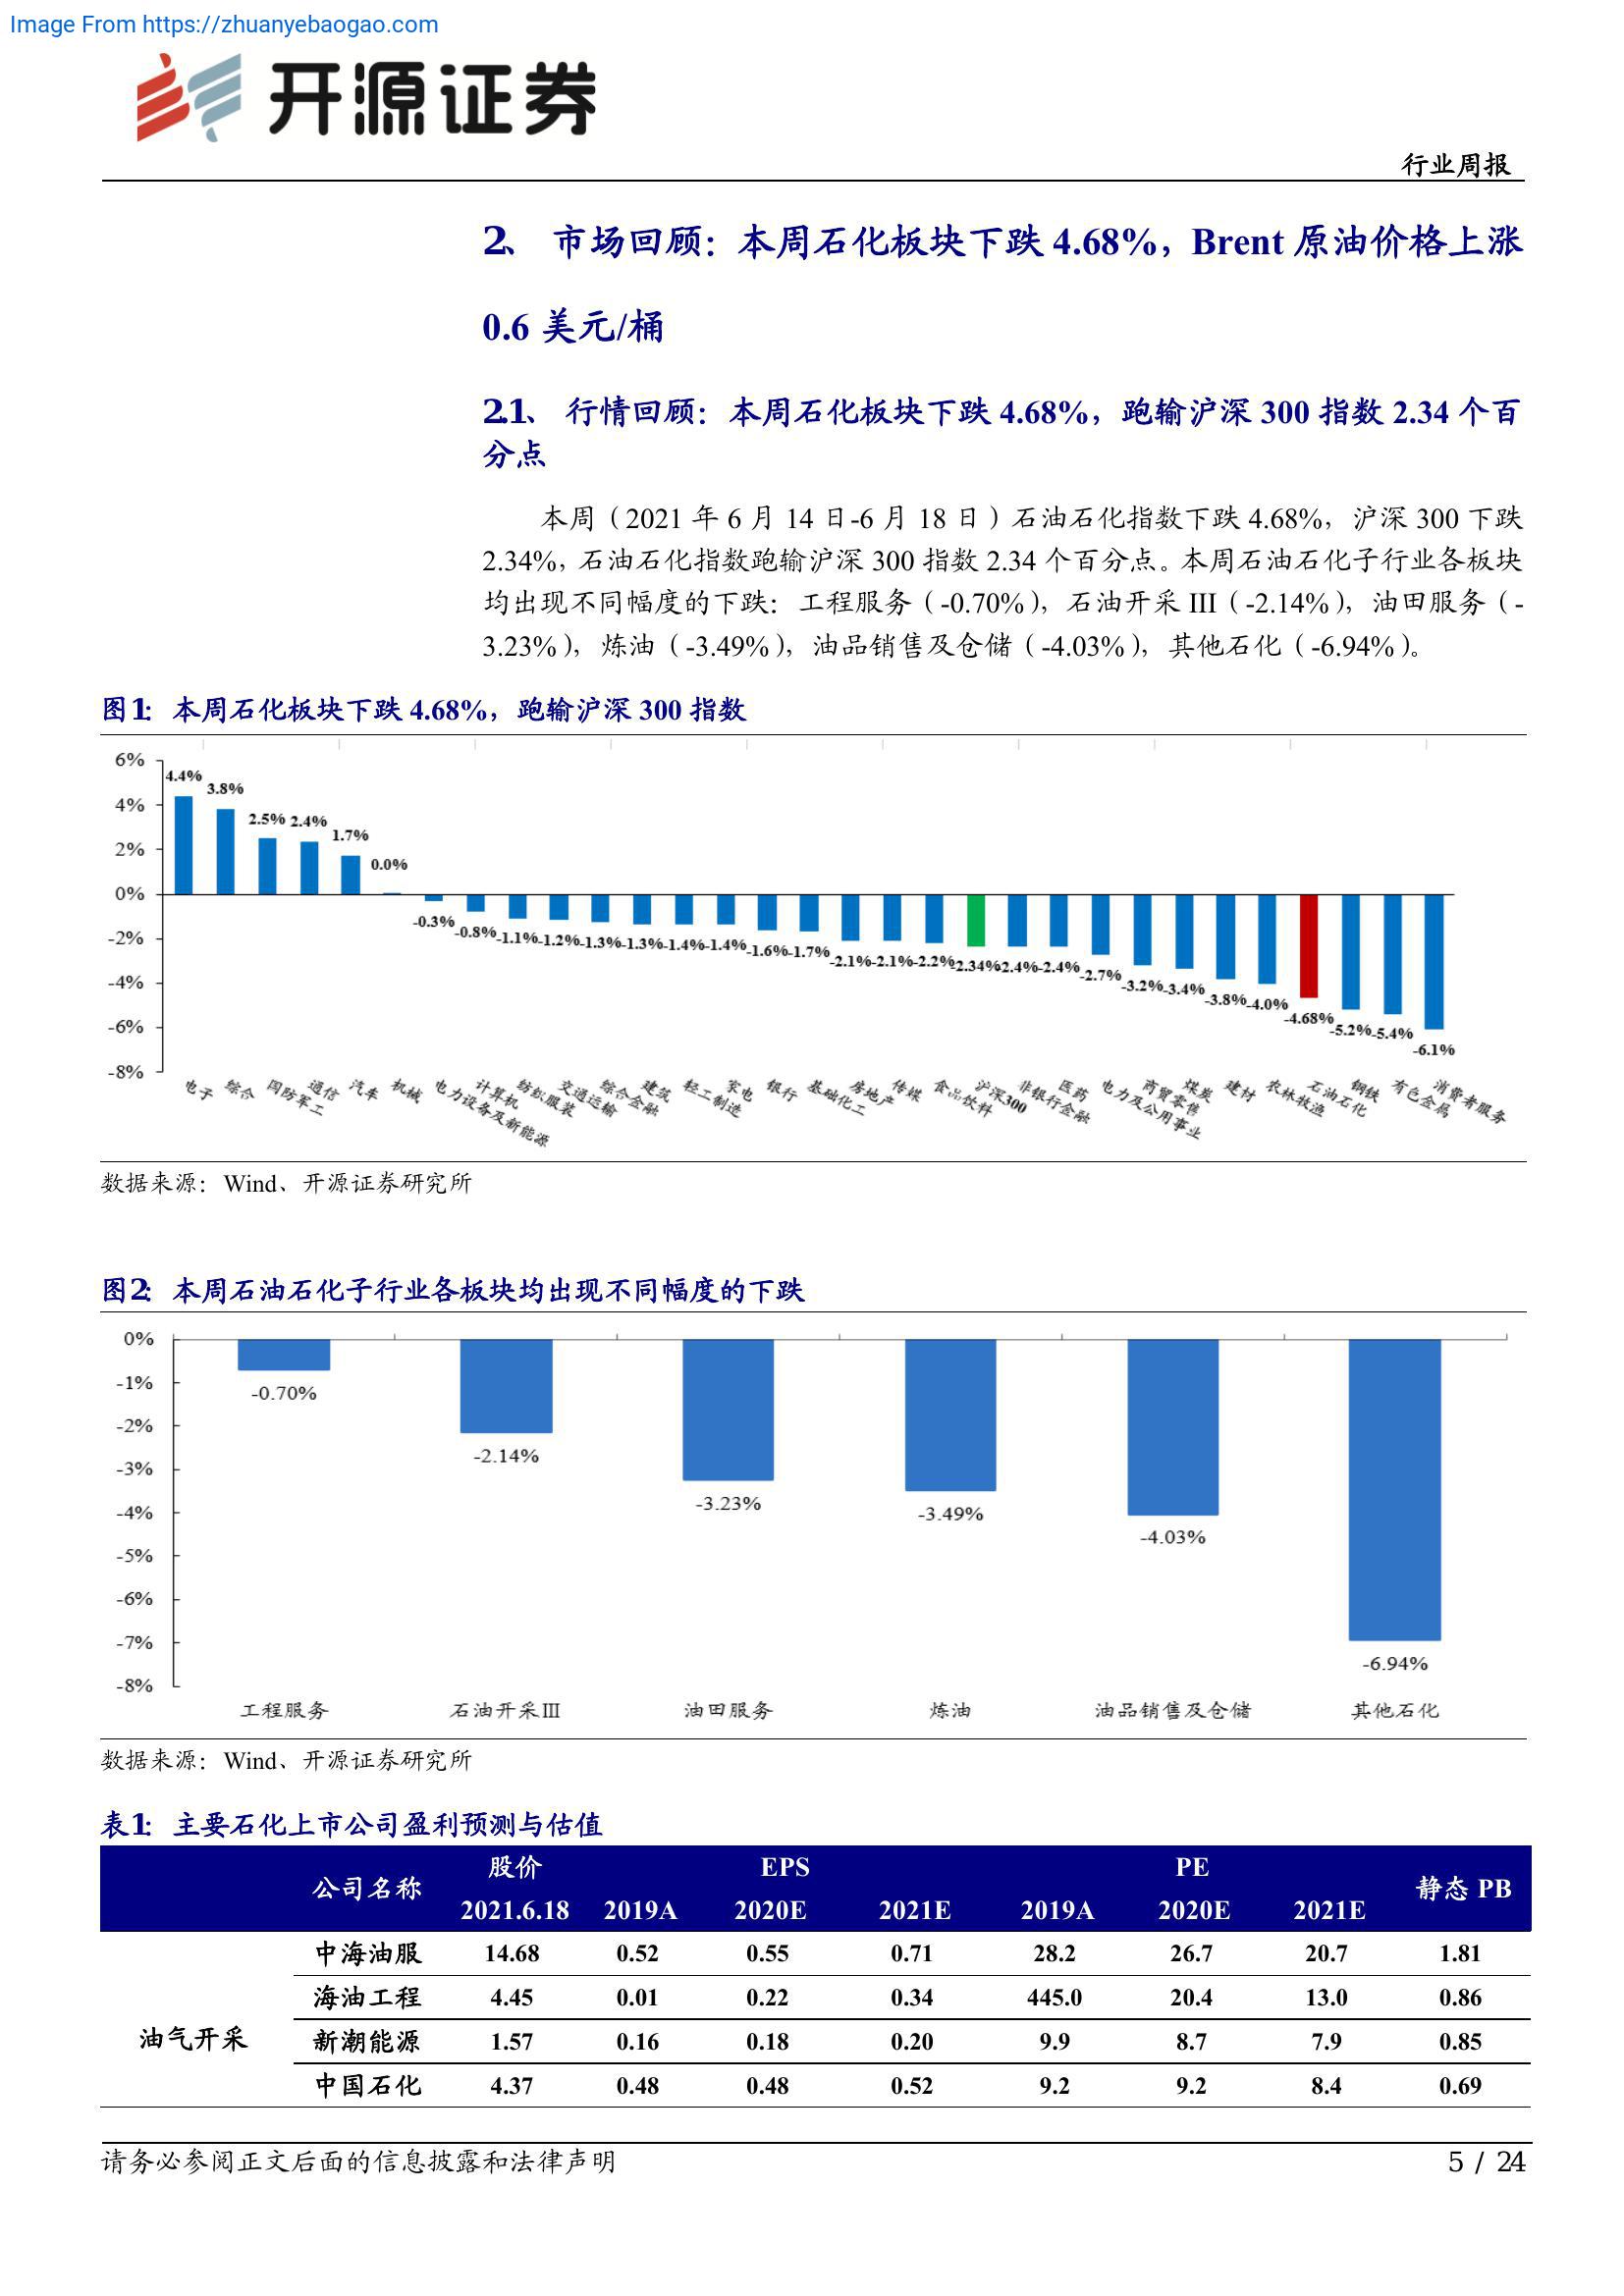 Image From https://zhuanyebaogao.com
开源证券
行业周报
2、 市场回顾：本周石化板块下跌 4.68%，Brent 原油价格上涨
0.6 美元/桶
2.1、 行情回顾：本周石化板块下跌 4.68%，跑输沪深 300 指数 2.34 个百
分点
本周（2021 年 6 月 14 日-6 月 18 日）石油石化指数下跌 4.68%，沪深 300 下跌
2.34%，石油石化指数跑输沪深 300 指数 2.34 个百分点。本周石油石化子行业各板块
均出现不同幅度的下跌：工程服务（-0.70%），石油开采 III（-2.14%），油田服务（-
3.23%），炼油（-3.49%），油品销售及仓储（-4.03%），其他石化（-6.94%）。
图1：本周石化板块下跌 4.68%，跑输沪深 300 指数
6%
4%
2%
0%
-2%
-4%
-6%
-8%
4.4% 3.8% 2.5% 2.4% 1.7% 0.0% -0.3% -0.8% -1.1% -1.2% -1.3% -1.3% -1.4% -1.4% -1.6% -1.7% -2.1% -2.1% -2.2% -2.34% -2.4% -2.4% -2.7% -3.2% -3.4% -3.8% -4.0% -4.68% -5.2% -5.4% -6.1%
电子 综合 国防军工 通信 汽车 机械 电力设备及新能源 计算机 纺织服装 交通运输 综合金融 建筑 轻工制造 家电 银行 基础化工 房地产 传媒 食品饮料 沪深300 非银行金融 医药 电力及公用事业 商贸零售 煤炭 建材 农林牧渔 石油石化 钢铁 有色金属 消费者服务
数据来源：Wind、开源证券研究所
图2：本周石油石化子行业各板块均出现不同幅度的下跌
0%
-1%
-2%
-3%
-4%
-5%
-6%
-7%
-8%
-0.70% -2.14% -3.23% -3.49% -4.03% -6.94%
工程服务 石油开采Ⅲ 油田服务 炼油 油品销售及仓储 其他石化
数据来源：Wind、开源证券研究所
表1：主要石化上市公司盈利预测与估值
公司名称 股价 EPS PE 静态 PB
2021.6.18 2019A 2020E 2021E 2019A 2020E 2021E
油气开采
中海油服 14.68 0.52 0.55 0.71 28.2 26.7 20.7 1.81
海油工程 4.45 0.01 0.22 0.34 445.0 20.4 13.0 0.86
新潮能源 1.57 0.16 0.18 0.20 9.9 8.7 7.9 0.85
中国石化 4.37 0.48 0.48 0.52 9.2 9.2 8.4 0.69
请务必参阅正文后面的信息披露和法律声明
5 / 24